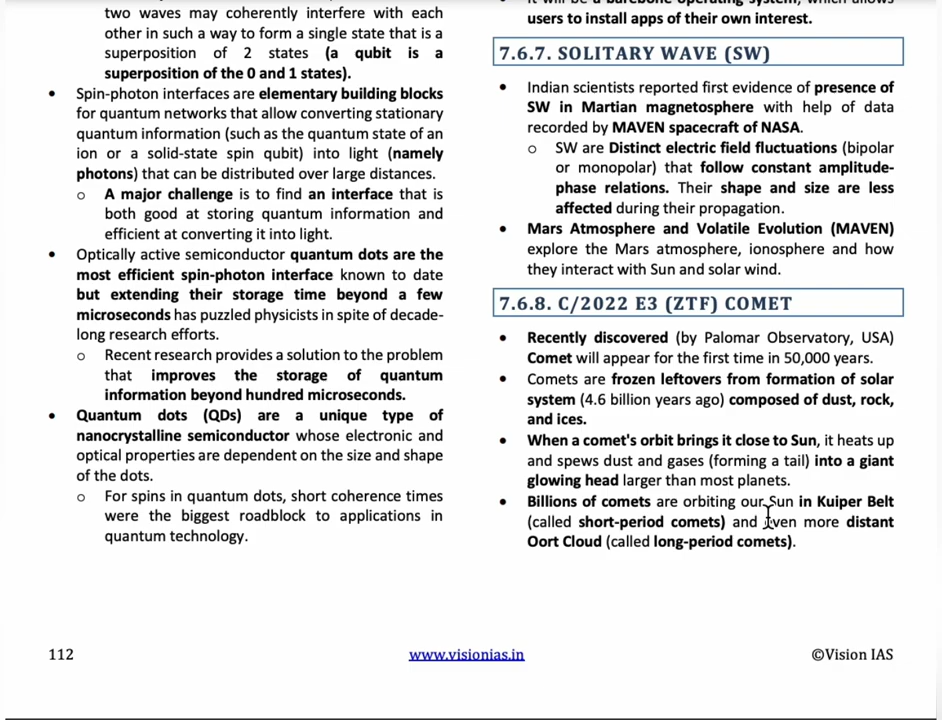 two waves may coherently interfere with each
other in such a way to form a single state that is a
superposition of 2 states (a qubit is a
superposition of the 0 and 1 states).
• Spin-photon interfaces are elementary building blocks
for quantum networks that allow converting stationary
quantum information (such as the quantum state of an
ion or a solid-state spin qubit) into light (namely
photons) that can be distributed over large distances.
o A major challenge is to find an interface that is
both good at storing quantum information and
efficient at converting it into light.
• Optically active semiconductor quantum dots are the
most efficient spin-photon interface known to date
but extending their storage time beyond a few
microseconds has puzzled physicists in spite of decade-
long research efforts.
o Recent research provides a solution to the problem
that improves the storage of quantum
information beyond hundred microseconds.
• Quantum dots (QDs) are a unique type of
nanocrystalline semiconductor whose electronic and
optical properties are dependent on the size and shape
of the dots.
o For spins in quantum dots, short coherence times
were the biggest roadblock to applications in
quantum technology.
It will be a barebone operating system, which allows
users to install apps of their own interest.
7.6.7. SOLITARY WAVE (SW)
• Indian scientists reported first evidence of presence of
SW in Martian magnetosphere with help of data
recorded by MAVEN spacecraft of NASA.
o SW are Distinct electric field fluctuations (bipolar
or monopolar) that follow constant amplitude-
phase relations. Their shape and size are less
affected during their propagation.
• Mars Atmosphere and Volatile Evolution (MAVEN)
explore the Mars atmosphere, ionosphere and how
they interact with Sun and solar wind.
7.6.8. C/2022 E3 (ZTF) COMET
• Recently discovered (by Palomar Observatory, USA)
Comet will appear for the first time in 50,000 years.
• Comets are frozen leftovers from formation of solar
system (4.6 billion years ago) composed of dust, rock,
and ices.
• When a comet's orbit brings it close to Sun, it heats up
and spews dust and gases (forming a tail) into a giant
glowing head larger than most planets.
• Billions of comets are orbiting our Sun in Kuiper Belt
(called short-period comets) and even more distant
Oort Cloud (called long-period comets).
112
www.visionias.in
©Vision IAS